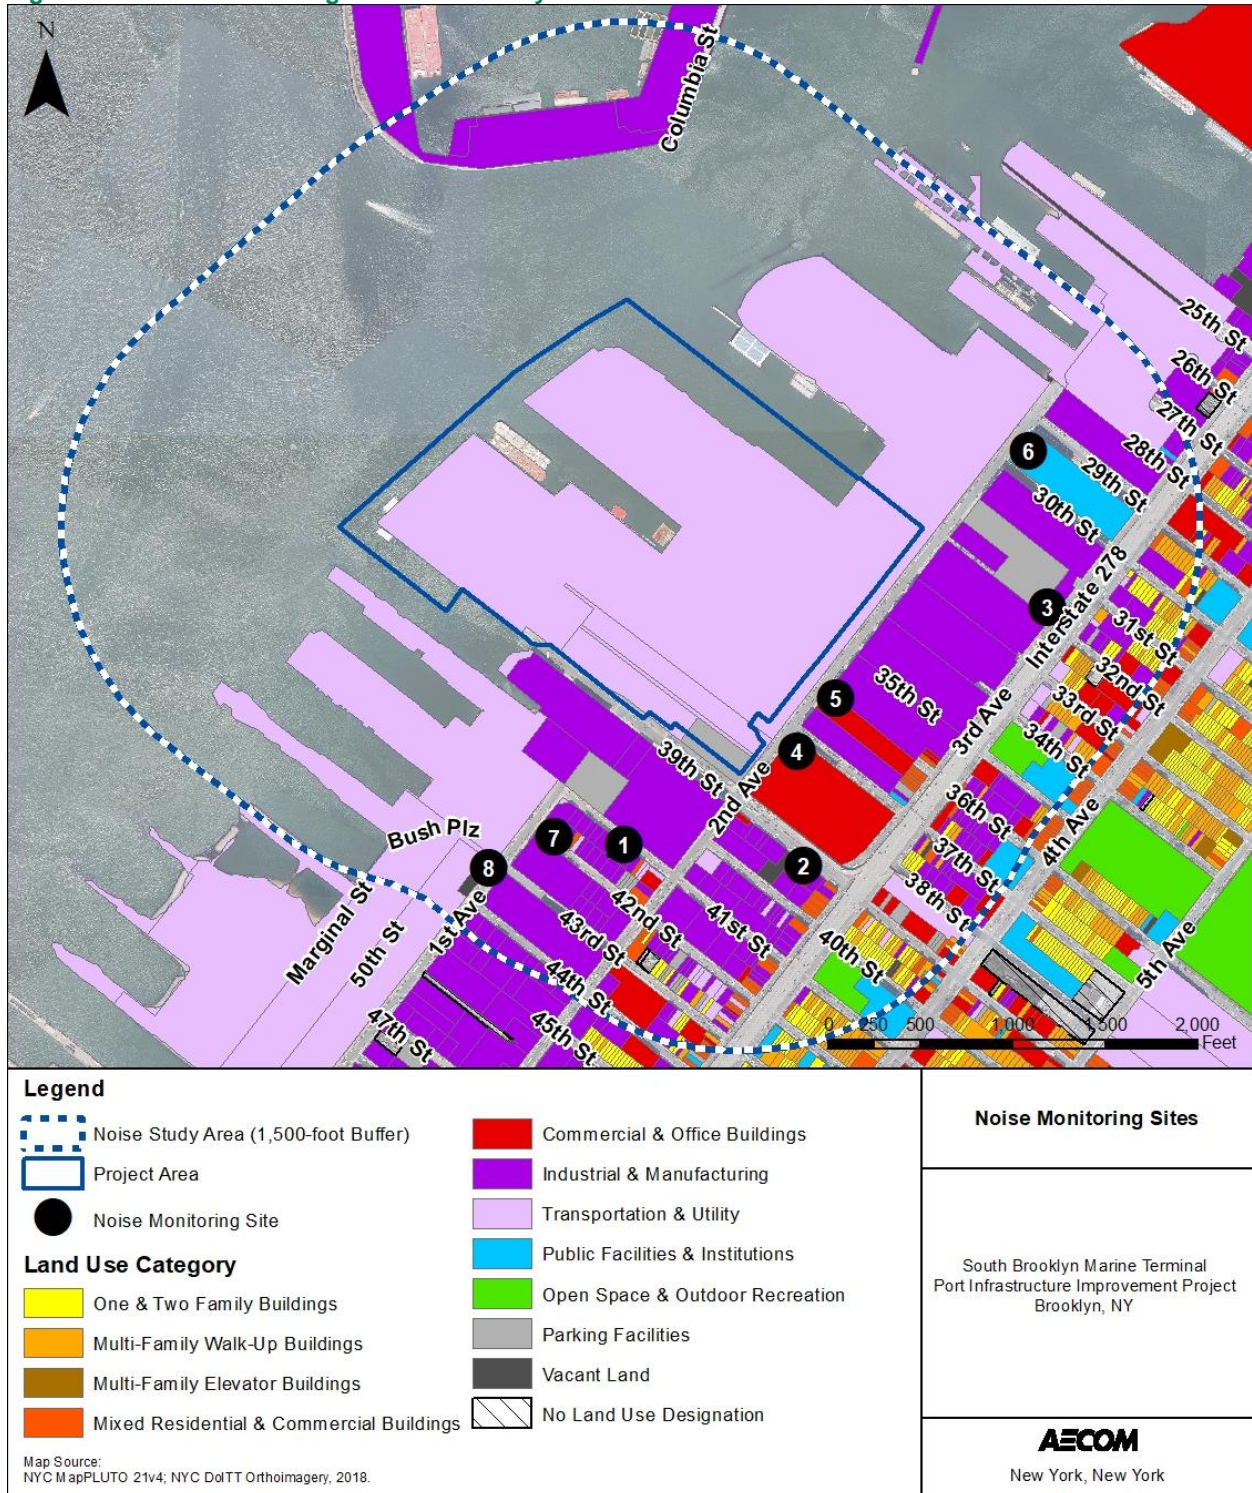 N
Columbia St
25th St
26th St
27th St
28th St
29th St
30th St
6
3
Interstate 278
31st St
32nd St
33rd St
34th St
35th St
5
4
3rd Ave
39th St
2nd Ave
36th St
37th St
38th St
4th Ave
5th Ave
Bush Plz
7
1
2
8
1st Ave
Marginal St
50th St
42nd St
41st St
40th St
43rd St
44th St
45th St
47th St
0 250 500 1,000 1,500 2,000
Feet
Legend
Noise Study Area (1,500-foot Buffer)
Project Area
Noise Monitoring Site
Land Use Category
One & Two Family Buildings
Multi-Family Walk-Up Buildings
Multi-Family Elevator Buildings
Mixed Residential & Commercial Buildings
Commercial & Office Buildings
Industrial & Manufacturing
Transportation & Utility
Public Facilities & Institutions
Open Space & Outdoor Recreation
Parking Facilities
Vacant Land
No Land Use Designation
Map Source:
NYC MapPLUTO 21v4; NYC DoITT Orthoimagery, 2018.
Noise Monitoring Sites
South Brooklyn Marine Terminal
Port Infrastructure Improvement Project
Brooklyn, NY
AECOM
New York, New York